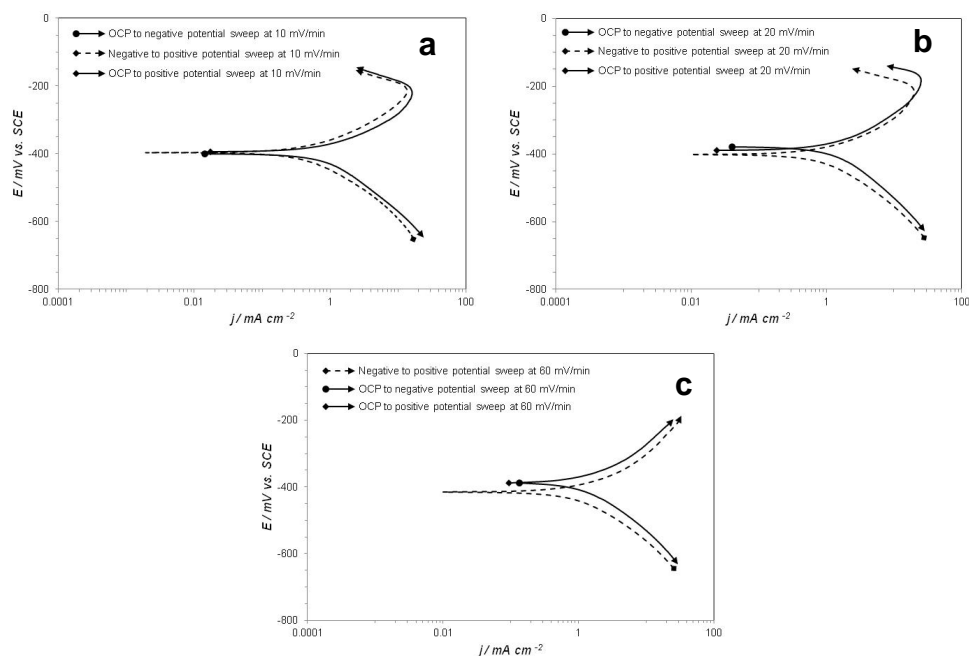 a
OCP to negative potential sweep at 10 mV/min
Negative to positive potential sweep at 10 mV/min
OCP to positive potential sweep at 10 mV/min
0
-200
-400
-600
-800
E / mV vs. SCE
0.0001
0.01
1
100
j / mA cm⁻²
b
OCP to negative potential sweep at 20 mV/min
Negative to positive potential sweep at 20 mV/min
OCP to positive potential sweep at 20 mV/min
0
-200
-400
-600
-800
E / mV vs. SCE
0.0001
0.01
1
100
j / mA cm⁻²
c
Negative to positive potential sweep at 60 mV/min
OCP to negative potential sweep at 60 mV/min
OCP to positive potential sweep at 60 mV/min
0
-200
-400
-600
-800
E / mV vs. SCE
0.0001
0.01
1
100
j / mA cm⁻²